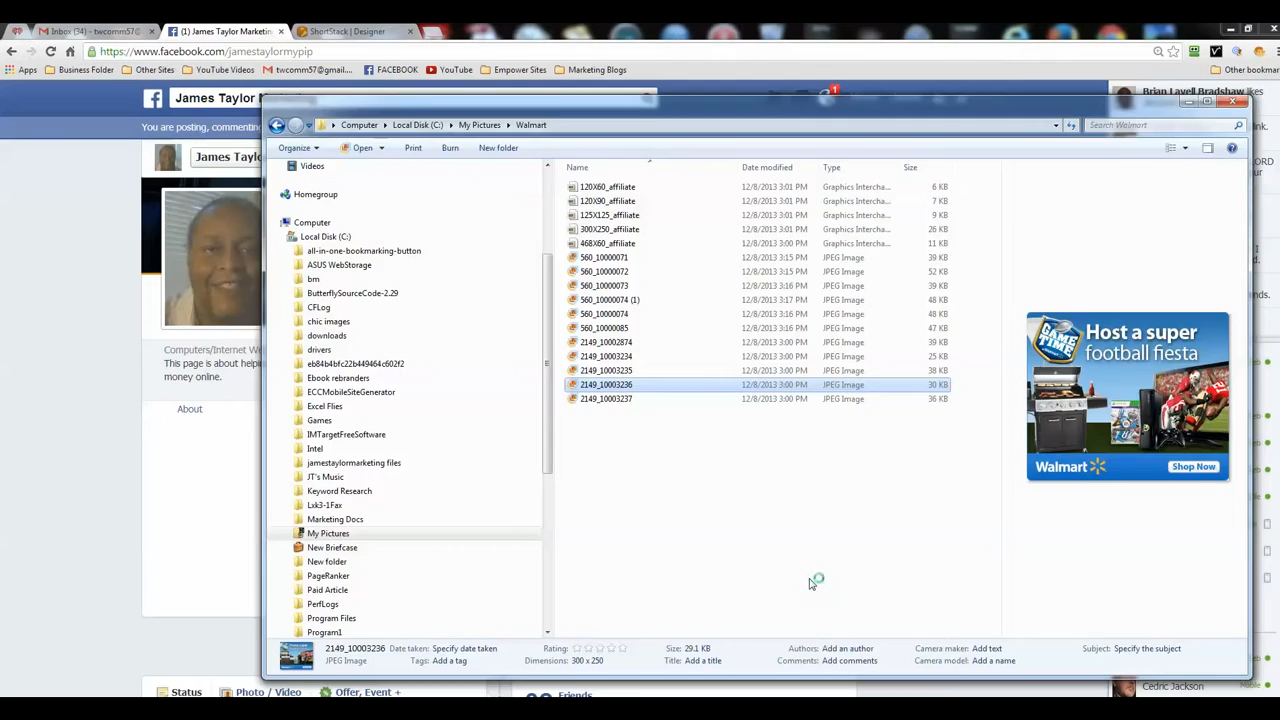 Inbox (34) - twcomm57@
(1) James Taylor Marketin
ShortStack | Designer
https://www.facebook.com/jamestaylormypip
Apps Business Folder Other Sites YouTube Videos twcomm57@gmail.... FACEBOOK YouTube Empower Sites Marketing Blogs Other bookmar
James Taylor Marketing
1
Brian Lavell Bradshaw likes
You are posting, commenting
James Taylo
Computers/Internet We
This page is about help
money online.
About
Computer Local Disk (C:) My Pictures Walmart
Search Walmart
Organize Open Print Burn New folder
Videos
Homegroup
Computer
Local Disk (C:)
all-in-one-bookmarking-button
ASUS WebStorage
bm
ButterflySourceCode-2.29
CFLog
chic images
downloads
drivers
eb84b4bfc22b449464c602f2
Ebook rebranders
ECCMobileSiteGenerator
Excel Flies
Games
IMTargetFreeSoftware
Intel
jamestaylormarketing files
JT's Music
Keyword Research
Lxk3-1Fax
Marketing Docs
My Pictures
New Briefcase
New folder
PageRanker
Paid Article
PerfLogs
Program Files
Program1
Name Date modified Type Size
120X60_affiliate 12/8/2013 3:01 PM Graphics Intercha... 6 KB
120X90_affiliate 12/8/2013 3:01 PM Graphics Intercha... 7 KB
125X125_affiliate 12/8/2013 3:01 PM Graphics Intercha... 9 KB
300X250_affiliate 12/8/2013 3:01 PM Graphics Intercha... 26 KB
468X60_affiliate 12/8/2013 3:00 PM Graphics Intercha... 11 KB
560_10000071 12/8/2013 3:15 PM JPEG Image 39 KB
560_10000072 12/8/2013 3:15 PM JPEG Image 52 KB
560_10000073 12/8/2013 3:16 PM JPEG Image 39 KB
560_10000074 (1) 12/8/2013 3:17 PM JPEG Image 48 KB
560_10000074 12/8/2013 3:16 PM JPEG Image 48 KB
560_10000085 12/8/2013 3:16 PM JPEG Image 47 KB
2149_10002874 12/8/2013 3:00 PM JPEG Image 39 KB
2149_10003234 12/8/2013 3:00 PM JPEG Image 25 KB
2149_10003235 12/8/2013 3:00 PM JPEG Image 38 KB
2149_10003236 12/8/2013 3:00 PM JPEG Image 30 KB
2149_10003237 12/8/2013 3:00 PM JPEG Image 36 KB
GAME TIME
Host a super
football fiesta
Walmart
Shop Now
2149_10003236 Date taken: Specify date taken Rating: Size: 29.1 KB Authors: Add an author Camera maker: Add text Subject: Specify the subject
JPEG Image Tags: Add a tag Dimensions: 300 x 250 Title: Add a title Comments: Add comments Camera model: Add a name
Status Photo / Video Offer, Event + Friends
Cedric Jackson